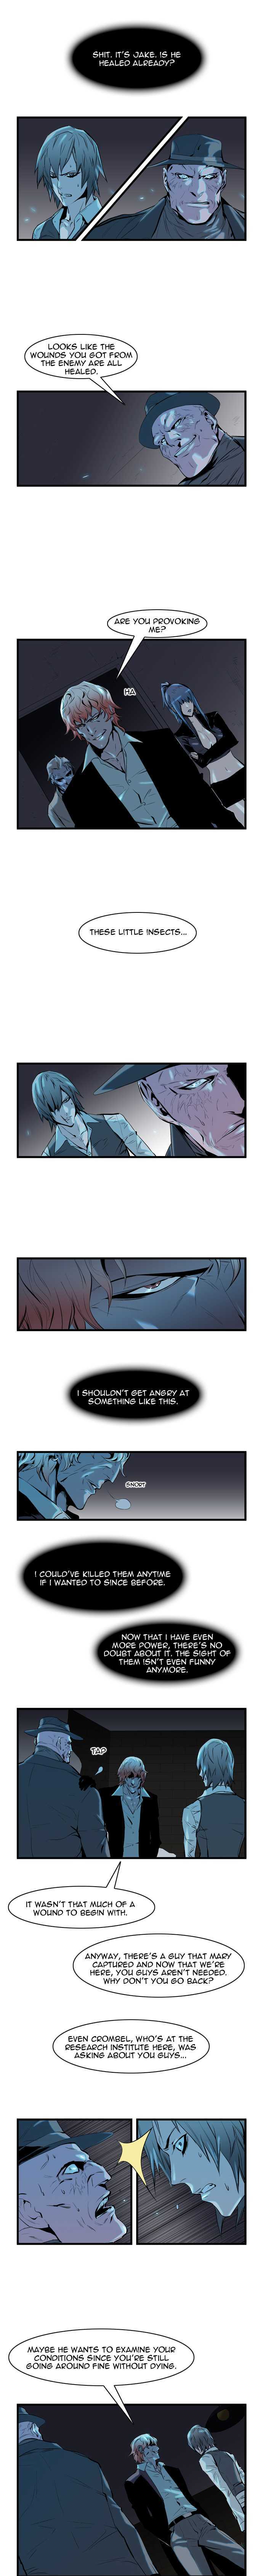 SHIT. IT'S JAKE. IS HE
HEALED ALREADY?
LOOKS LIKE THE
WOUNDS YOU GOT FROM
THE ENEMY ARE ALL
HEALED.
ARE YOU PROVOKING
ME?
HA
THESE LITTLE INSECTS...
I SHOULDN'T GET ANGRY AT
SOMETHING LIKE THIS.
SNORT
I COULD'VE KILLED THEM ANYTIME
IF I WANTED TO SINCE BEFORE.
NOW THAT I HAVE EVEN
MORE POWER, THERE'S NO
DOUBT ABOUT IT. THE SIGHT OF
THEM ISN'T EVEN FUNNY
ANYMORE.
TAP
IT WASN'T THAT MUCH OF A
WOUND TO BEGIN WITH.
ANYWAY, THERE'S A GUY THAT MARY
CAPTURED AND NOW THAT WE'RE
HERE, YOU GUYS AREN'T NEEDED.
WHY DON'T YOU GO BACK?
EVEN CROMBEL, WHO'S AT THE
RESEARCH INSTITUTE HERE, WAS
ASKING ABOUT YOU GUYS...
MAYBE HE WANTS TO EXAMINE YOUR
CONDITIONS SINCE YOU'RE STILL
GOING AROUND FINE WITHOUT DYING.